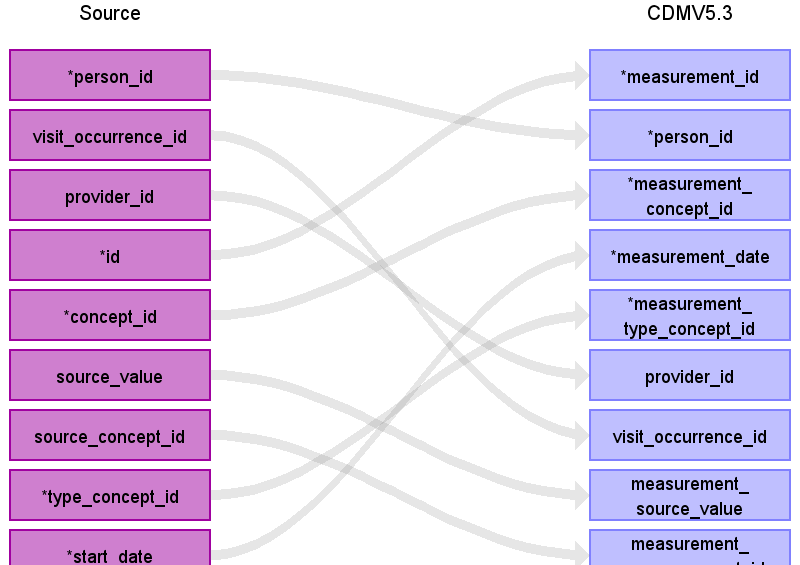 Source
CDMV5.3
*person_id
visit_occurrence_id
provider_id
*id
*concept_id
source_value
source_concept_id
*type_concept_id
*start_date
*measurement_id
*person_id
*measurement_
concept_id
*measurement_date
*measurement_
type_concept_id
provider_id
visit_occurrence_id
measurement_
source_value
measurement_